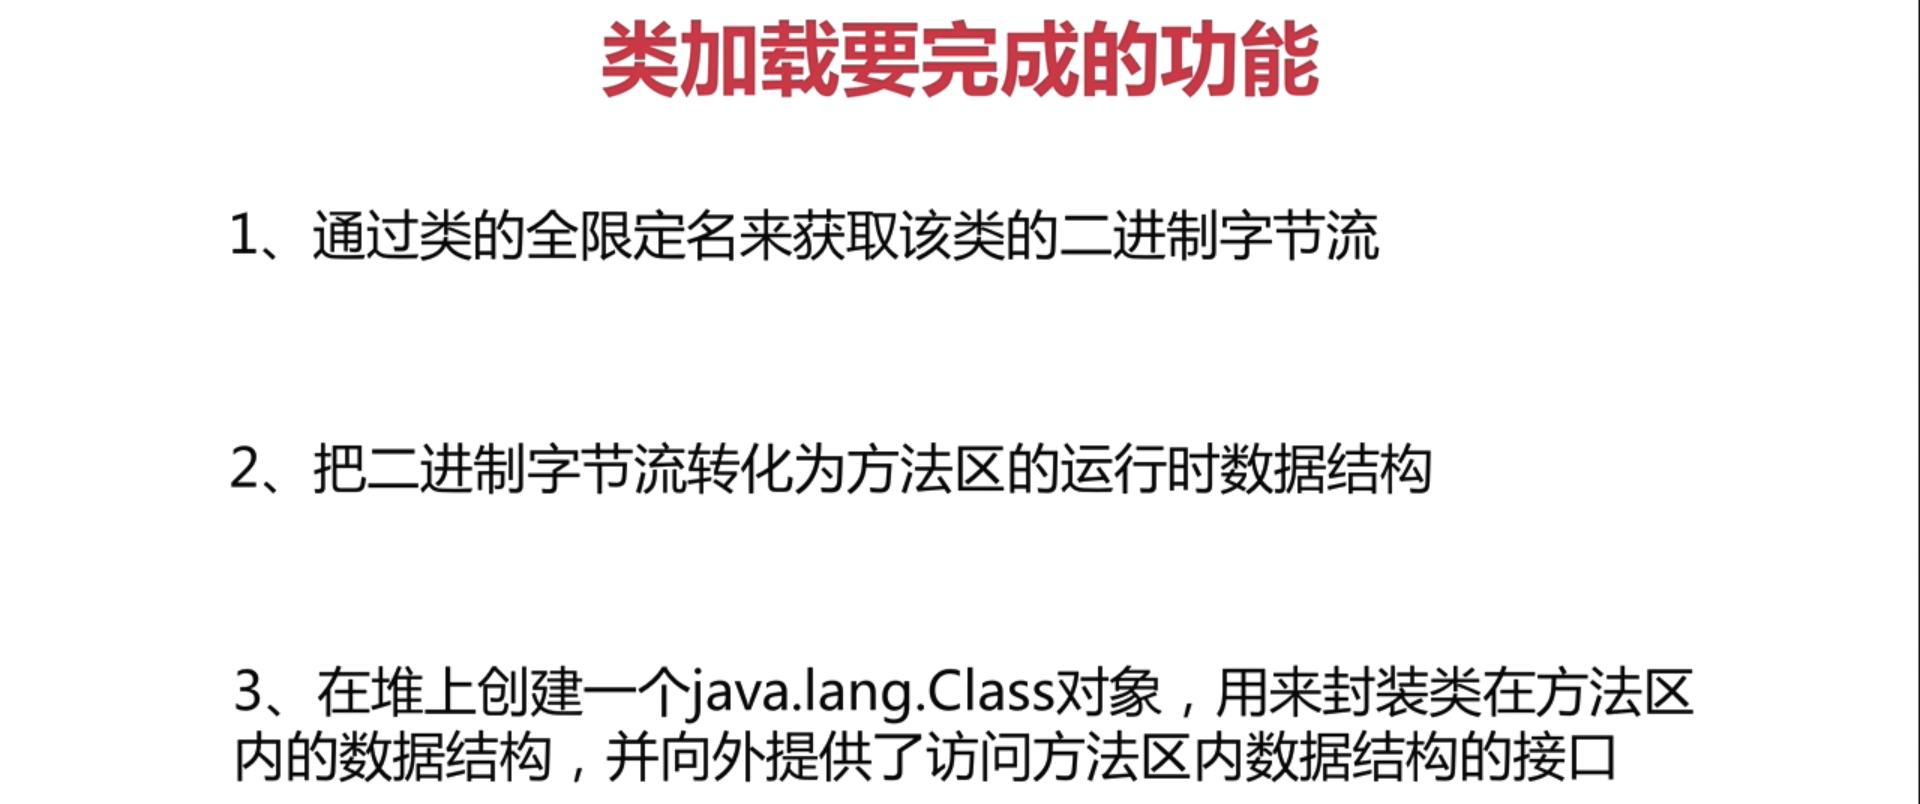 类加载要完成的功能
1、通过类的全限定名来获取该类的二进制字节流
2、把二进制字节流转化为方法区的运行时数据结构
3、在堆上创建一个java.lang.Class对象，用来封装类在方法区
内的数据结构，并向外提供了访问方法区内数据结构的接口